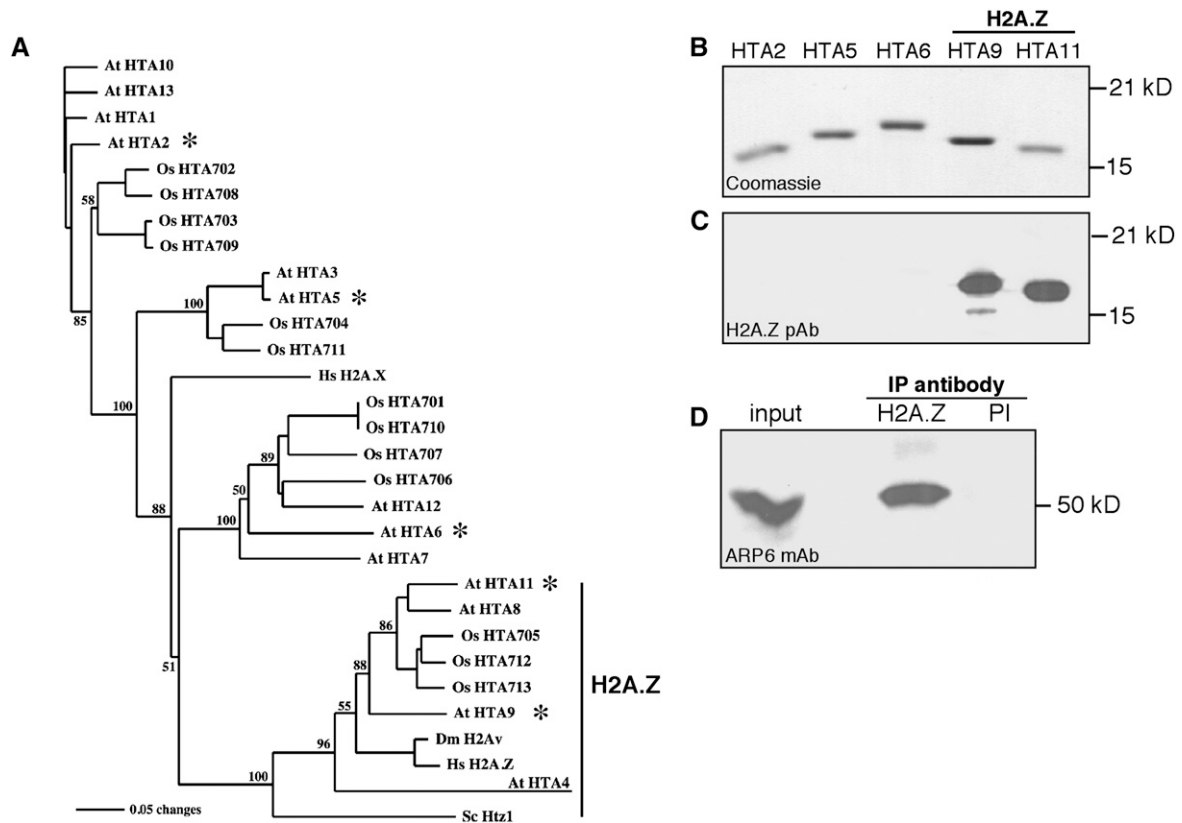 A
At HTA10
At HTA13
At HTA1
At HTA2 *
Os HTA702
58
Os HTA708
Os HTA703
Os HTA709
At HTA3
100
At HTA5 *
85
Os HTA704
Os HTA711
Hs H2A.X
Os HTA701
100
Os HTA710
Os HTA707
89
Os HTA706
50
At HTA12
88
100
At HTA6 *
At HTA7
At HTA11 *
At HTA8
86
Os HTA705
Os HTA712
51
88
Os HTA713
H2A.Z
55
At HTA9 *
Dm H2Av
96
Hs H2A.Z
100
At HTA4
0.05 changes
Sc Htz1
H2A.Z
B
HTA2 HTA5 HTA6 HTA9 HTA11
21 kD
15
Coomassie
C
21 kD
15
H2A.Z pAb
IP antibody
D
input H2A.Z PI
50 kD
ARP6 mAb